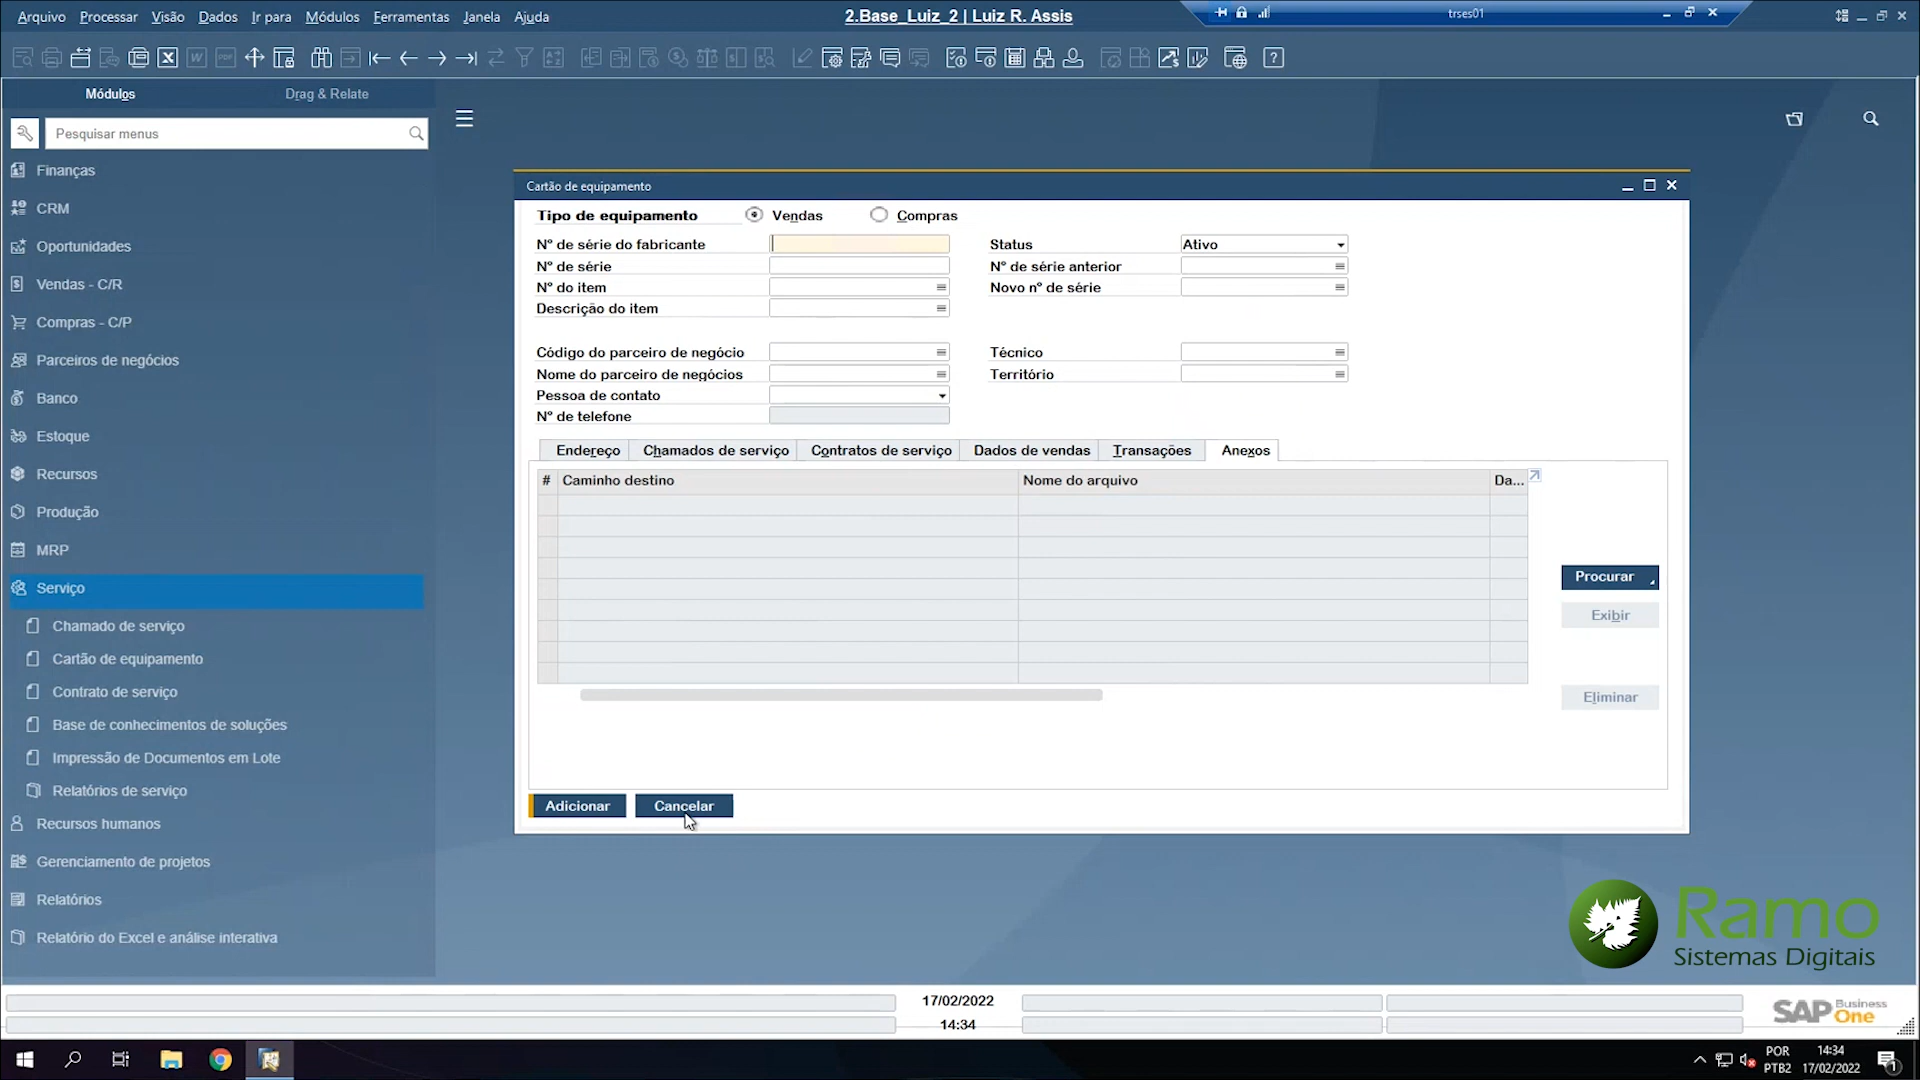 Arquivo Processar Visão Dados Ir para Módulos Ferramentas Janela Ajuda
2.Base_Luiz_2 | Luiz R. Assis
trses01
Módulos Drag & Relate
Pesquisar menus
Finanças
CRM
Oportunidades
Vendas - C/R
Compras - C/P
Parceiros de negócios
Banco
Estoque
Recursos
Produção
MRP
Serviço
Chamado de serviço
Cartão de equipamento
Contrato de serviço
Base de conhecimentos de soluções
Impressão de Documentos em Lote
Relatórios de serviço
Recursos humanos
Gerenciamento de projetos
Relatórios
Relatório do Excel e análise interativa
Cartão de equipamento
Tipo de equipamento Vendas Compras
Nº de série do fabricante
Nº de série
Nº do item
Descrição do item
Status Ativo
Nº de série anterior
Novo nº de série
Código do parceiro de negócio
Nome do parceiro de negócios
Pessoa de contato
Nº de telefone
Técnico
Território
Endereço Chamados de serviço Contratos de serviço Dados de vendas Transações Anexos
# Caminho destino Nome do arquivo Da...
Procurar
Exibir
Eliminar
Adicionar Cancelar
Ramo
Sistemas Digitais
17/02/2022
14:34
SAP Business One
POR
PTB2
14:34
17/02/2022
1